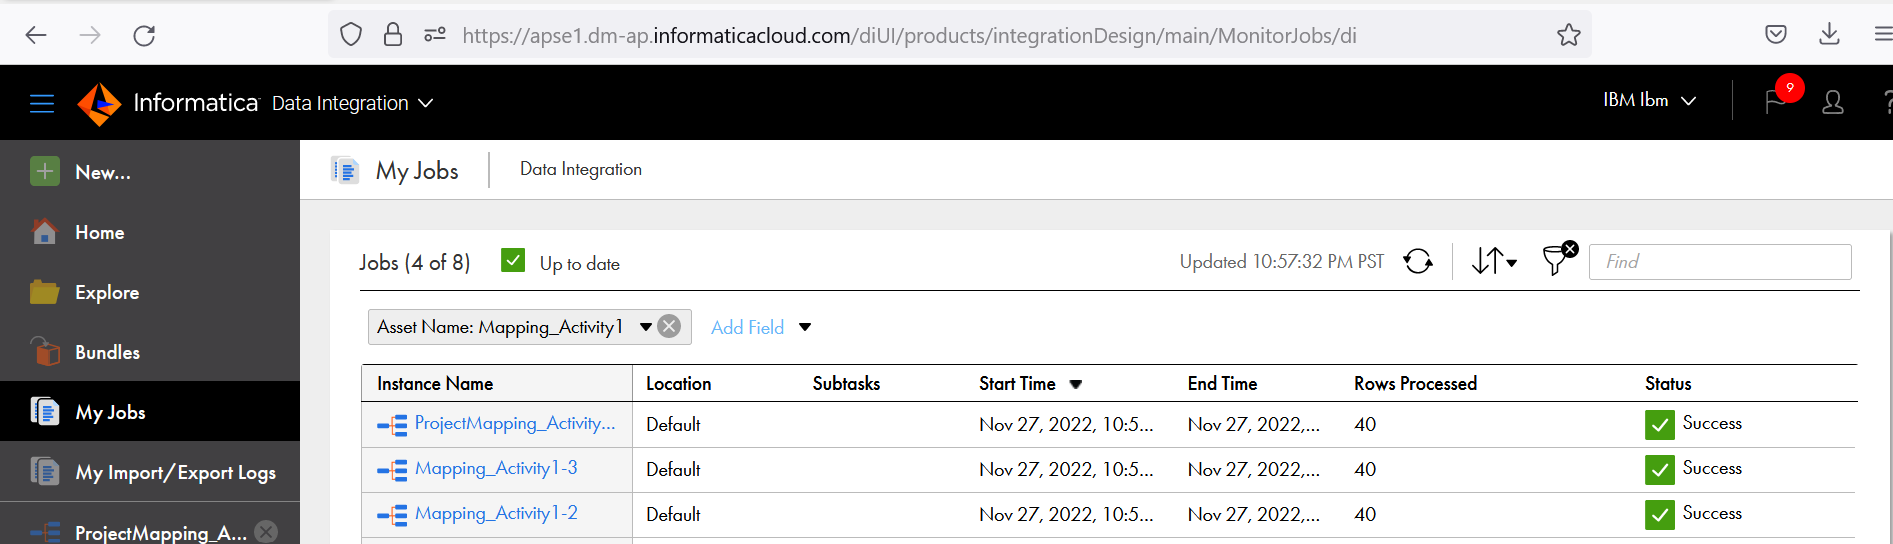 https://apse1.dm-ap.informaticacloud.com/diUI/products/integrationDesign/main/MonitorJobs/di
Informatica Data Integration
IBM Ibm
9
?
New...
Home
Explore
Bundles
My Jobs
My Import/Export Logs
ProjectMapping_A...
My Jobs
Data Integration
Jobs (4 of 8)
Up to date
Updated 10:57:32 PM PST
Find
Asset Name: Mapping_Activity1
Add Field
Instance Name Location Subtasks Start Time End Time Rows Processed Status
ProjectMapping_Activity... Default Nov 27, 2022, 10:5... Nov 27, 2022,... 40 Success
Mapping_Activity1-3 Default Nov 27, 2022, 10:5... Nov 27, 2022,... 40 Success
Mapping_Activity1-2 Default Nov 27, 2022, 10:5... Nov 27, 2022,... 40 Success